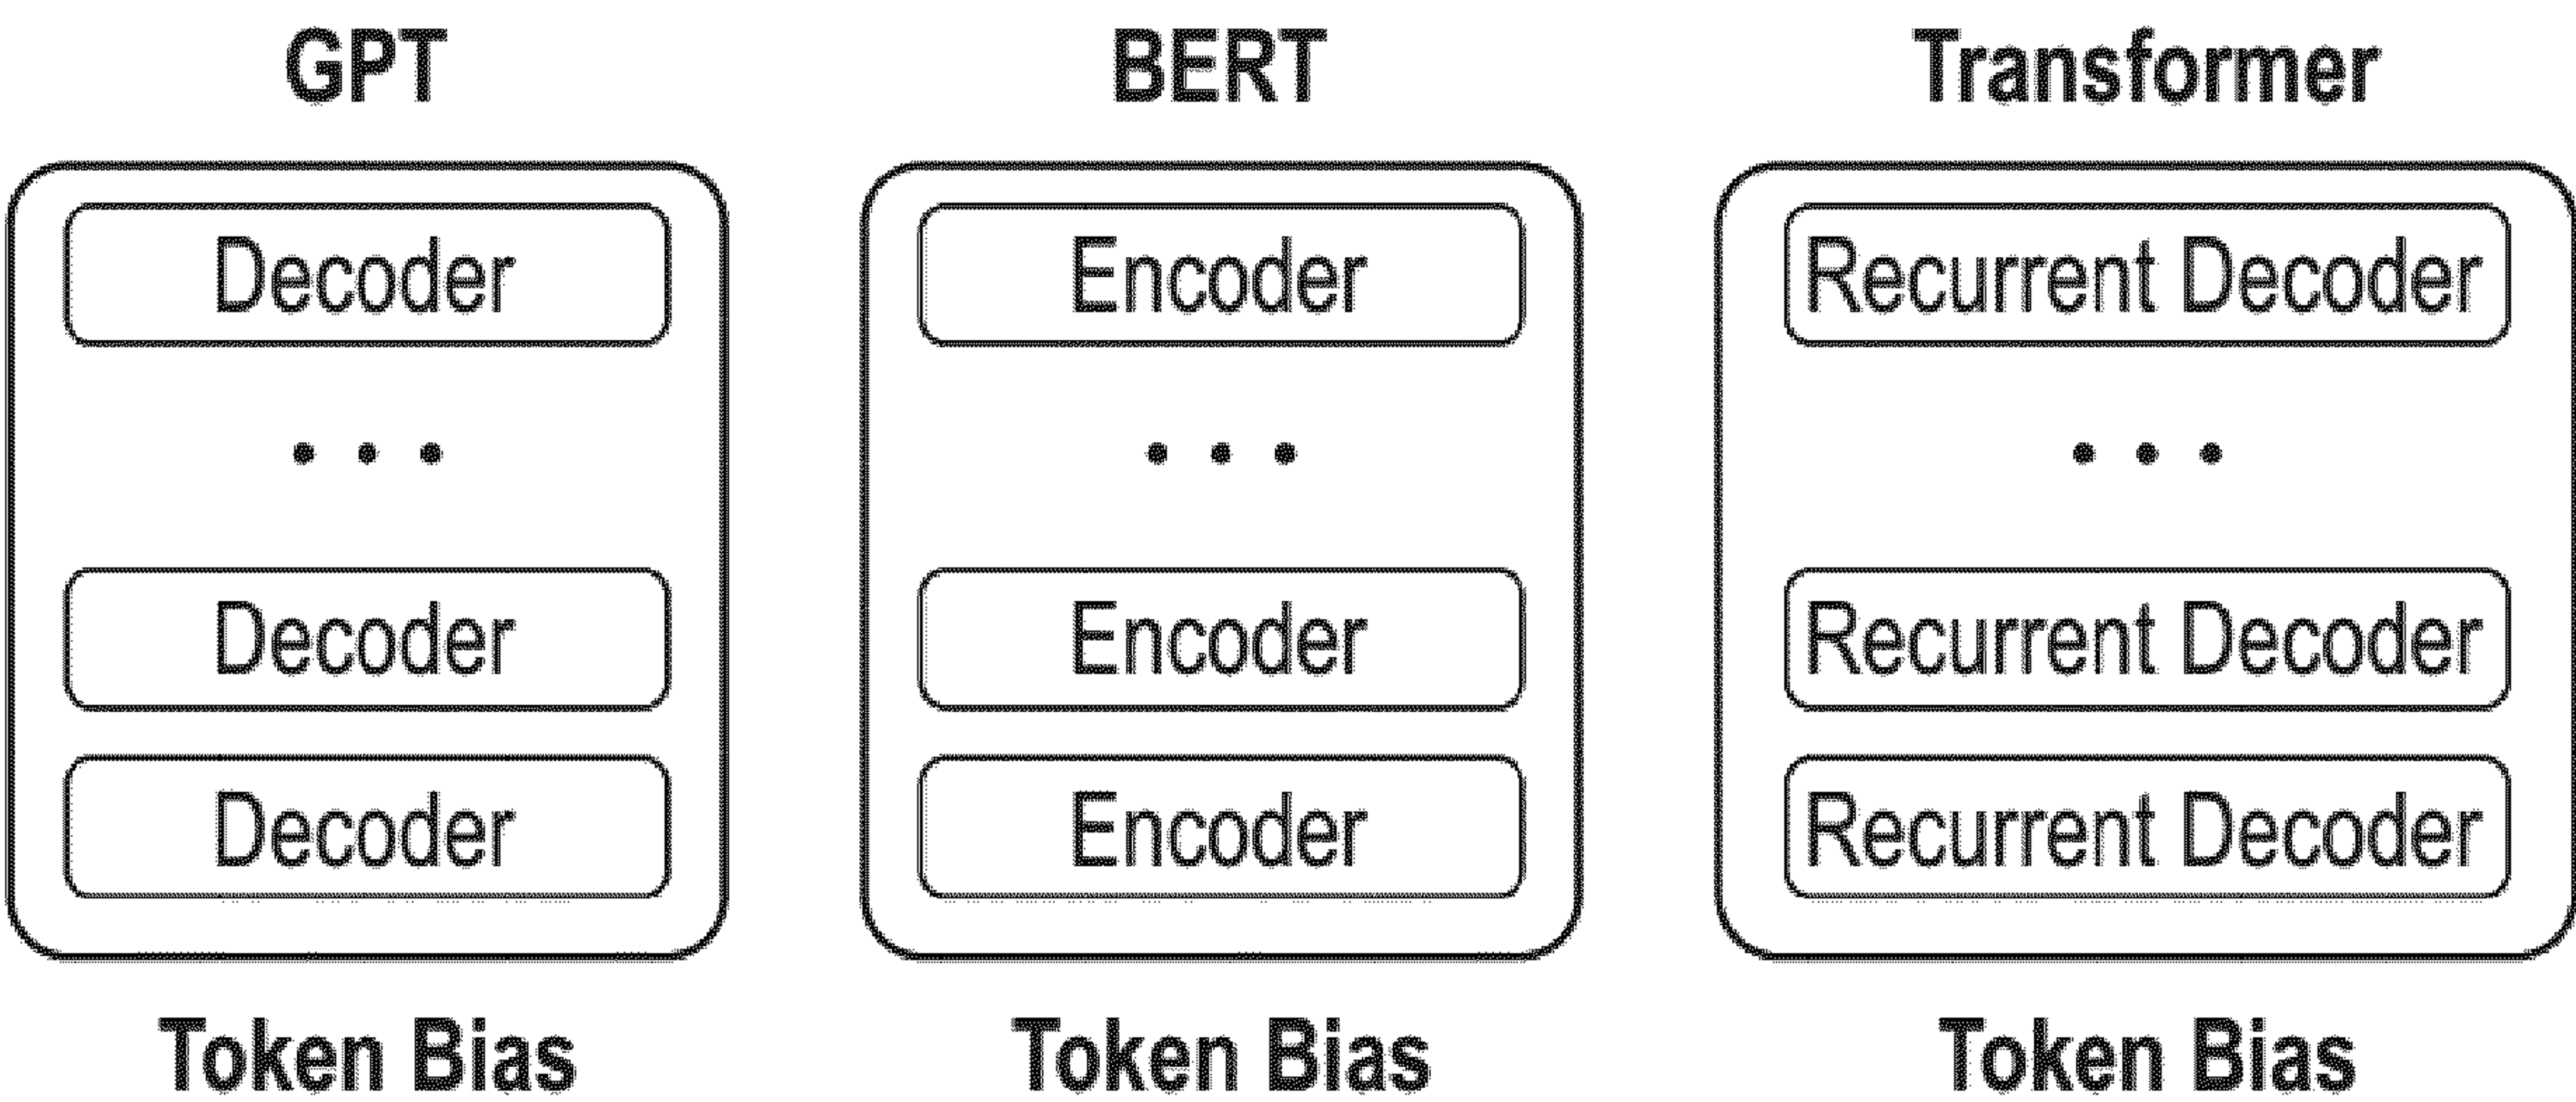 GPT
Decoder
Decoder
Decoder
Token Bias
BERT
Encoder
Encoder
Encoder
Token Bias
Transformer
Recurrent Decoder
Recurrent Decoder
Recurrent Decoder
Token Bias